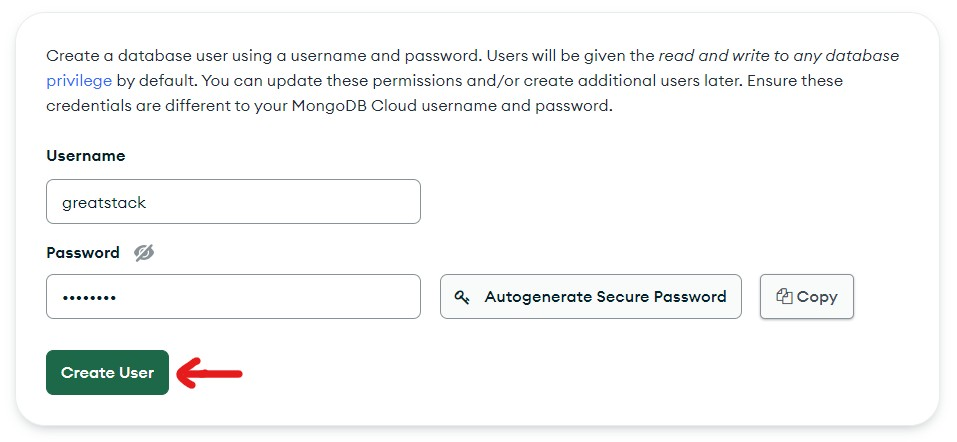 Create a database user using a username and password. Users will be given the read and write to any database
privilege by default. You can update these permissions and/or create additional users later. Ensure these
credentials are different to your MongoDB Cloud username and password.
Username
greatstack
Password
••••••••
Autogenerate Secure Password
Copy
Create User